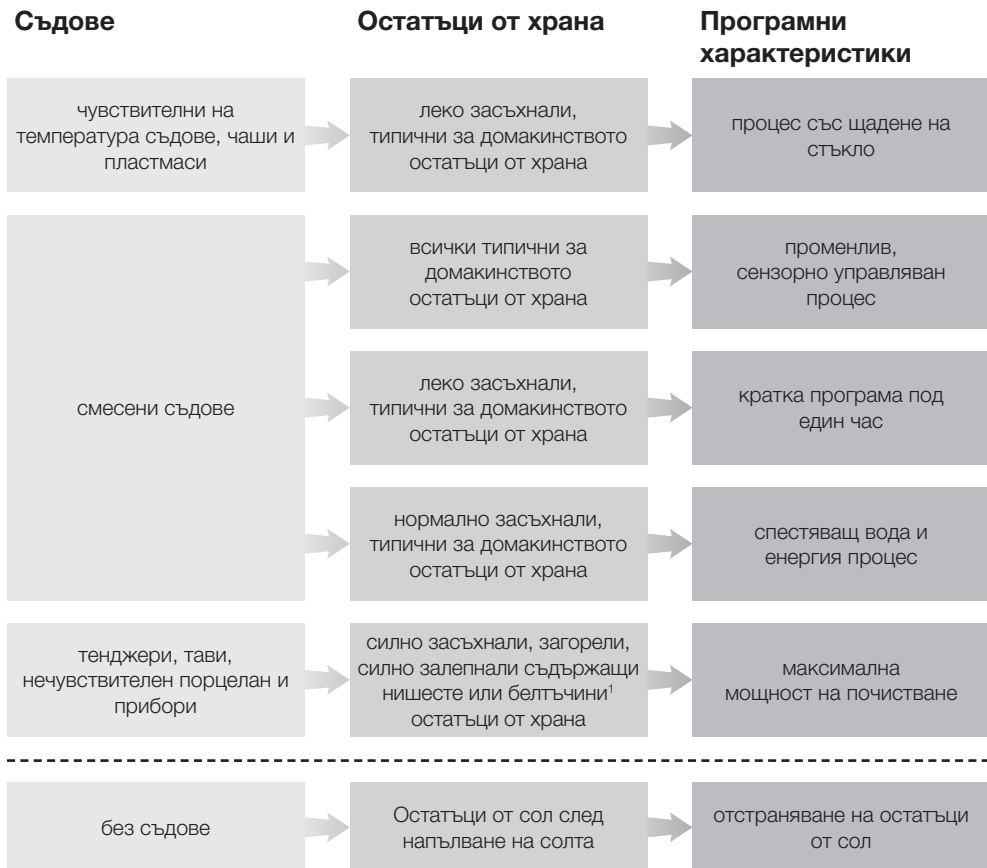 Съдове
Остатъци от храна
Програмни
характеристики
чувствителни на
температура съдове, чаши и
пластмаси
леко засъхнали,
типични за домакинството
остатъци от храна
процес със щадене на
стъкло
смесени съдове
всички типични за
домакинството
остатъци от храна
променлив,
сензорно управляван
процес
леко засъхнали,
типични за домакинството
остатъци от храна
кратка програма под
един час
нормално засъхнали,
типични за домакинството
остатъци от храна
спестяващ вода и
енергия процес
тенджери, тави,
нечувствителен порцелан и
прибори
силно засъхнали, загорели,
силно залепнали съдържащи
нишесте или белтъчини¹
остатъци от храна
максимална
мощност на почистване
без съдове
Остатъци от сол след
напълване на солта
отстраняване на остатъци
от сол